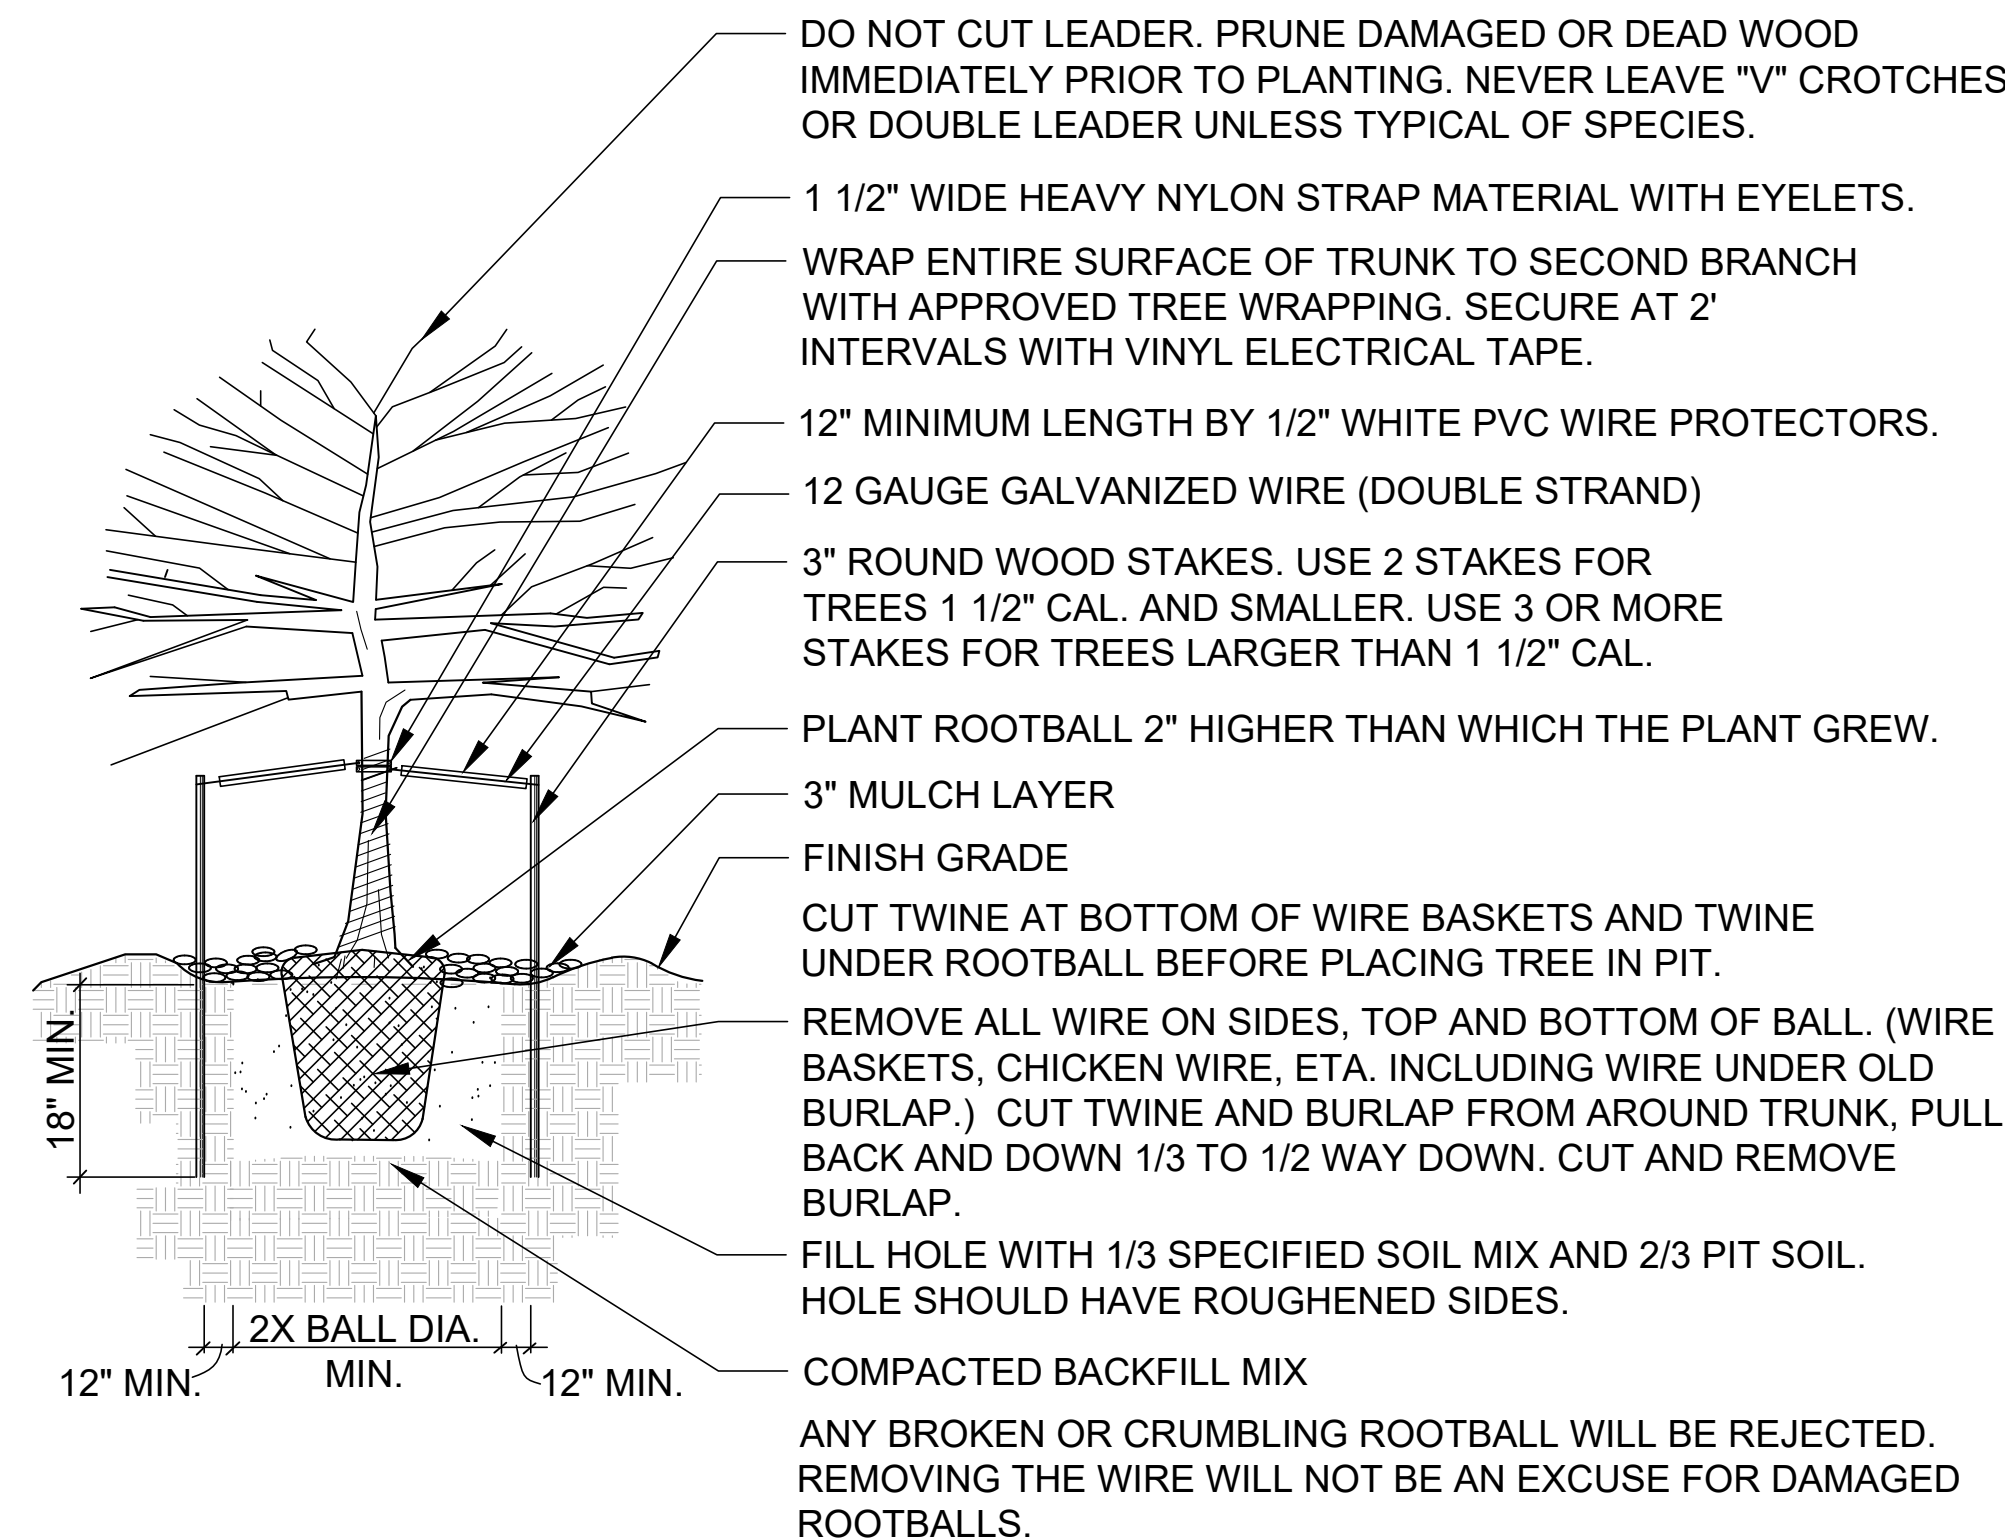 DO NOT CUT LEADER. PRUNE DAMAGED OR DEAD WOOD
IMMEDIATELY PRIOR TO PLANTING. NEVER LEAVE "V" CROTCHES
OR DOUBLE LEADER UNLESS TYPICAL OF SPECIES.
1 1/2" WIDE HEAVY NYLON STRAP MATERIAL WITH EYELETS.
WRAP ENTIRE SURFACE OF TRUNK TO SECOND BRANCH
WITH APPROVED TREE WRAPPING. SECURE AT 2'
INTERVALS WITH VINYL ELECTRICAL TAPE.
12" MINIMUM LENGTH BY 1/2" WHITE PVC WIRE PROTECTORS.
12 GAUGE GALVANIZED WIRE (DOUBLE STRAND)
3" ROUND WOOD STAKES. USE 2 STAKES FOR
TREES 1 1/2" CAL. AND SMALLER. USE 3 OR MORE
STAKES FOR TREES LARGER THAN 1 1/2" CAL.
PLANT ROOTBALL 2" HIGHER THAN WHICH THE PLANT GREW.
3" MULCH LAYER
FINISH GRADE
CUT TWINE AT BOTTOM OF WIRE BASKETS AND TWINE
UNDER ROOTBALL BEFORE PLACING TREE IN PIT.
REMOVE ALL WIRE ON SIDES, TOP AND BOTTOM OF BALL. (WIRE
BASKETS, CHICKEN WIRE, ETA. INCLUDING WIRE UNDER OLD
BURLAP.) CUT TWINE AND BURLAP FROM AROUND TRUNK, PULL
BACK AND DOWN 1/3 TO 1/2 WAY DOWN. CUT AND REMOVE
BURLAP.
FILL HOLE WITH 1/3 SPECIFIED SOIL MIX AND 2/3 PIT SOIL.
HOLE SHOULD HAVE ROUGHENED SIDES.
COMPACTED BACKFILL MIX
ANY BROKEN OR CRUMBLING ROOTBALL WILL BE REJECTED.
REMOVING THE WIRE WILL NOT BE AN EXCUSE FOR DAMAGED
ROOTBALLS.
18" MIN.
2X BALL DIA.
MIN.
12" MIN.
12" MIN.